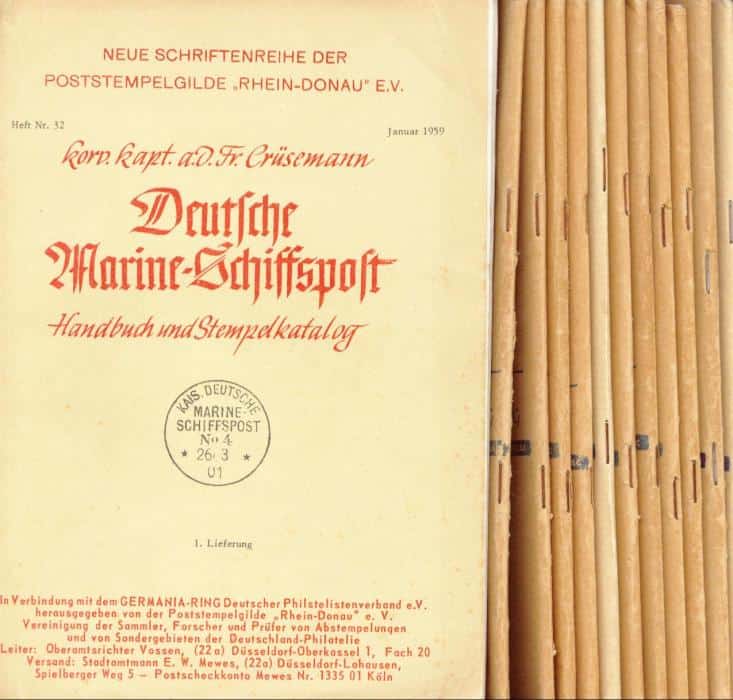 NEUE SCHRIFTENREIHE DER
POSTSTEMPELGILDE „RHEIN-DONAU" E.V.
Heft Nr. 32
Januar 1959
korv. kapt. a.D. Fr. Crüsemann
Deutsche
Marine-Schiffspost
Handbuch und Stempelkatalog
KAIS. DEUTSCHE
MARINE-
SCHIFFSPOST
No 4
* 26 3 *
01
1. Lieferung
In Verbindung mit dem GERMANIA-RING Deutscher Philatelistenverband e.V.
herausgegeben von der Poststempelgilde „Rhein-Donau" e. V.
Vereinigung der Sammler, Forscher und Prüfer von Abstempelungen
und von Sondergebieten der Deutschland-Philatelie
Leiter: Oberamtsrichter Vossen, (22a) Düsseldorf-Oberkassel 1, Fach 20
Versand: Stadtamtmann E. W. Mewes, (22a) Düsseldorf-Lohausen,
Spielberger Weg 5 — Postscheckkonto Mewes Nr. 1335 01 Köln